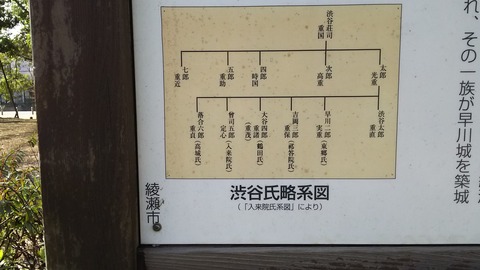 れ、その一族が早川城を築城
渋谷荘司
重国
太郎
光重
次郎
高重
四郎
時国
五郎
重助
七郎
重近
渋谷太郎
重直
早川二郎
実重（東郷氏）
吉岡三郎
重保（祁答院氏）
大谷四郎
重諸（鶴田氏）
（重茂）
曽司五郎
定心（入来院氏）
落合六郎
重貞（高城氏）
渋谷氏略系図
（「入来院氏系図」により）
綾瀬市